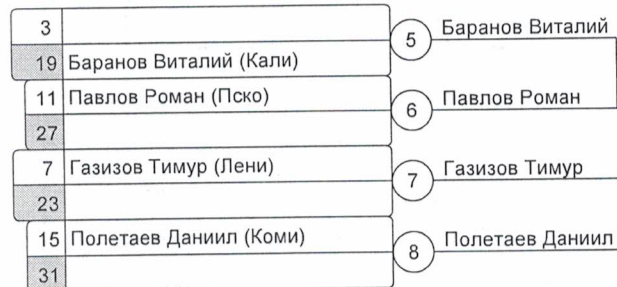 3
5 Баранов Виталий
19 Баранов Виталий (Кали)
11 Павлов Роман (Пско)
6 Павлов Роман
27
7 Газизов Тимур (Лени)
7 Газизов Тимур
23
15 Полетаев Даниил (Коми)
8 Полетаев Даниил
31